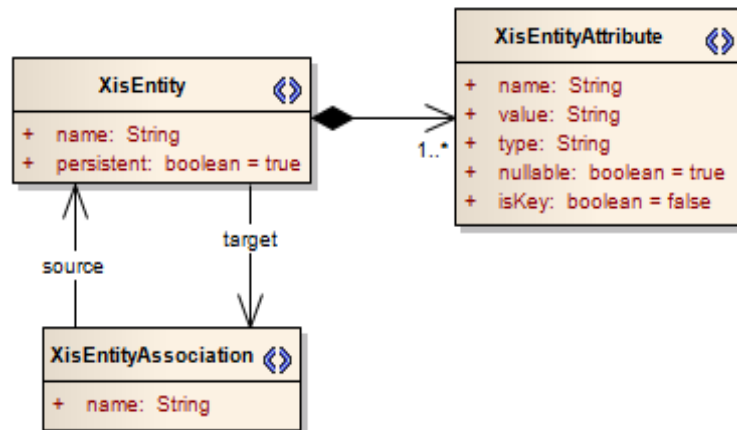 XisEntity
+ name: String
+ persistent: boolean = true
XisEntityAttribute
+ name: String
+ value: String
+ type: String
+ nullable: boolean = true
+ isKey: boolean = false
1..*
target
source
XisEntityAssociation
+ name: String